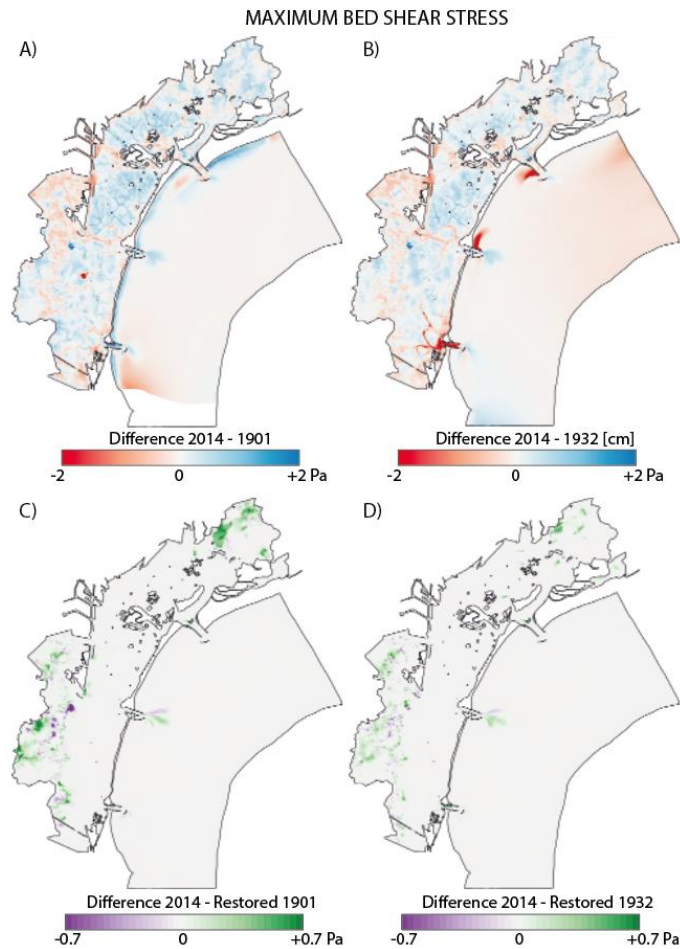 MAXIMUM BED SHEAR STRESS
A)
B)
Difference 2014 - 1901
-2 0 +2 Pa
Difference 2014 - 1932 [cm]
-2 0 +2 Pa
C)
D)
Difference 2014 - Restored 1901
-0.7 0 +0.7 Pa
Difference 2014 - Restored 1932
-0.7 0 +0.7 Pa